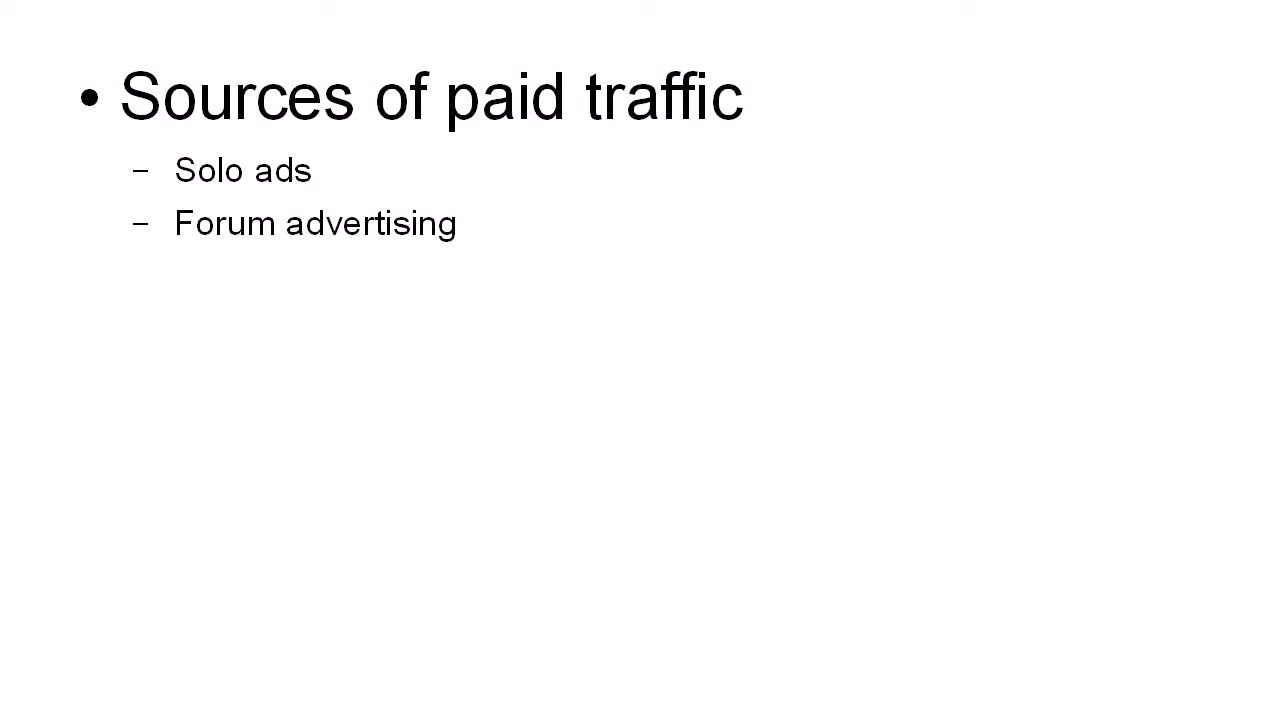 • Sources of paid traffic
– Solo ads
– Forum advertising